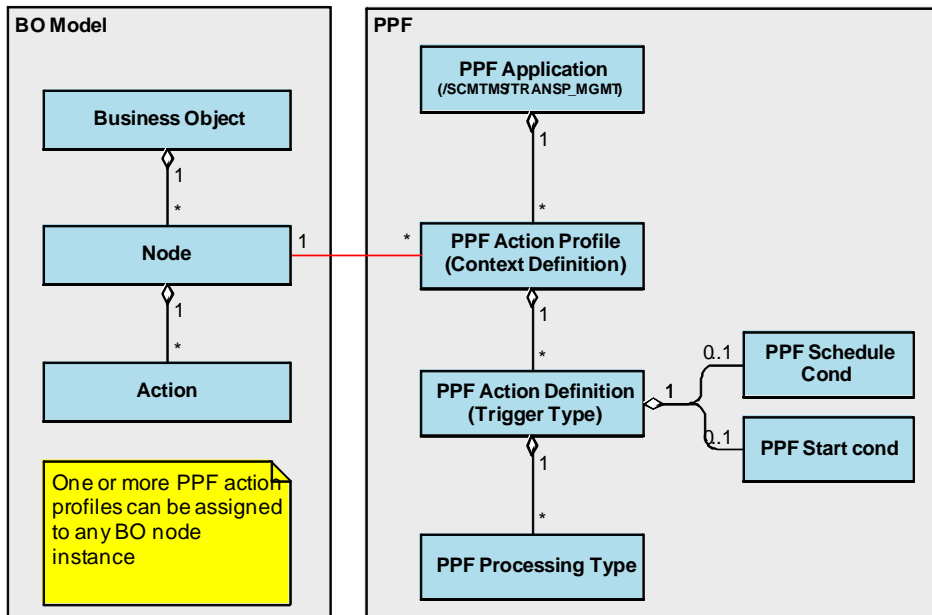 BO Model
Business Object
1
*
Node
1
1
*
Action
One or more PPF action
profiles can be assigned
to any BO node
instance
PPF
PPF Application
(/SCMTMS/TRANSP_MGMT)
1
*
*
PPF Action Profile
(Context Definition)
1
*
PPF Action Definition
(Trigger Type)
1
0..1
PPF Schedule
Cond
0..1
PPF Start cond
1
*
PPF Processing Type